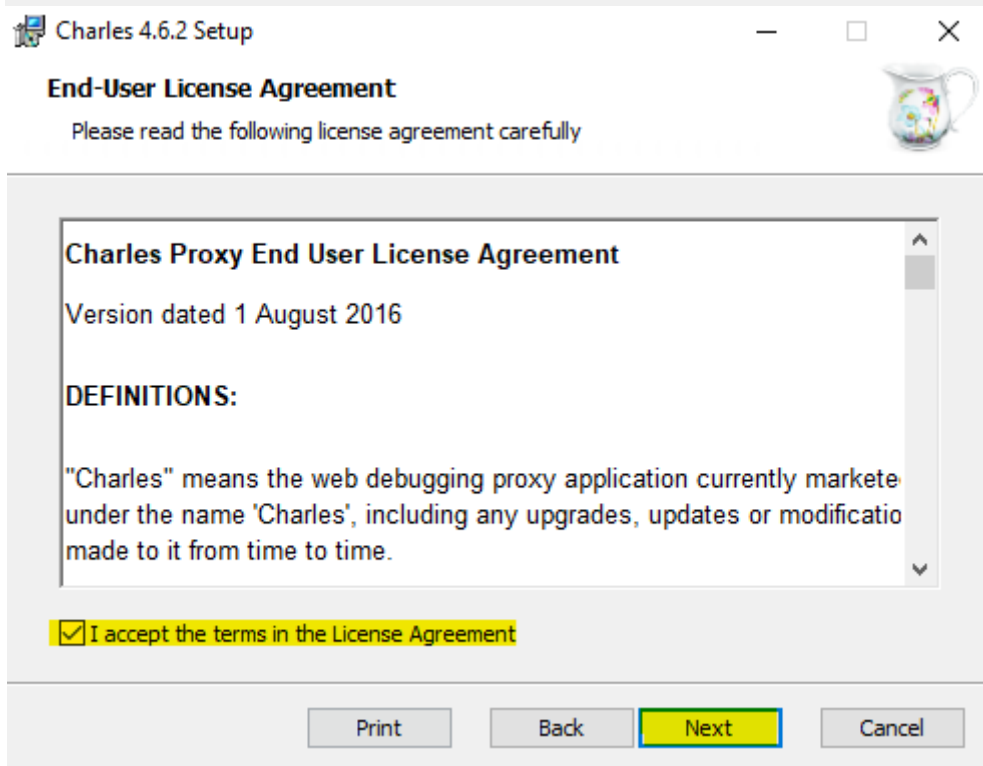 Charles 4.6.2 Setup
End-User License Agreement
Please read the following license agreement carefully
Charles Proxy End User License Agreement
Version dated 1 August 2016
DEFINITIONS:
"Charles" means the web debugging proxy application currently markete
under the name 'Charles', including any upgrades, updates or modificatio
made to it from time to time.
I accept the terms in the License Agreement
Print Back Next Cancel